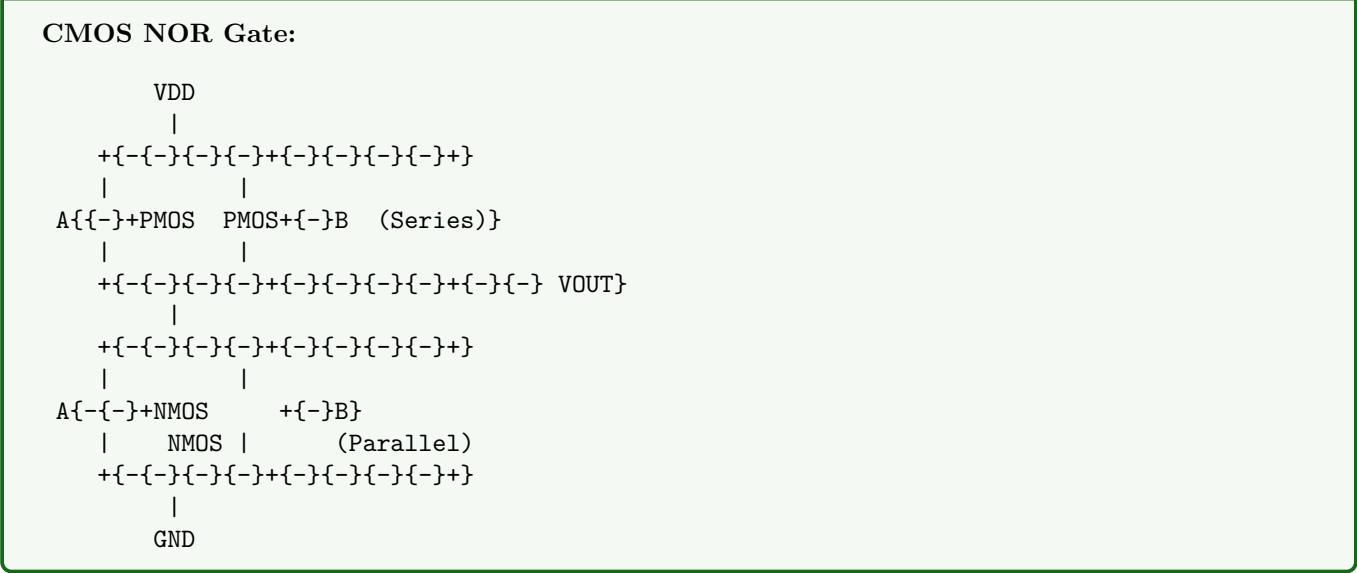 CMOS NOR Gate:
        VDD
         |
    +{-{-}{-}{-}+{-}{-}{-}{-}+}
    |         |
 A{{-}+PMOS  PMOS+{-}B  (Series)}
    |         |
    +{-{-}{-}{-}+{-}{-}{-}{-}+{-}{-} VOUT}
         |
    +{-{-}{-}{-}+{-}{-}{-}{-}+}
    |         |
 A{-{-}+NMOS     +{-}B}
    |    NMOS |      (Parallel)
    +{-{-}{-}{-}+{-}{-}{-}{-}+}
         |
        GND